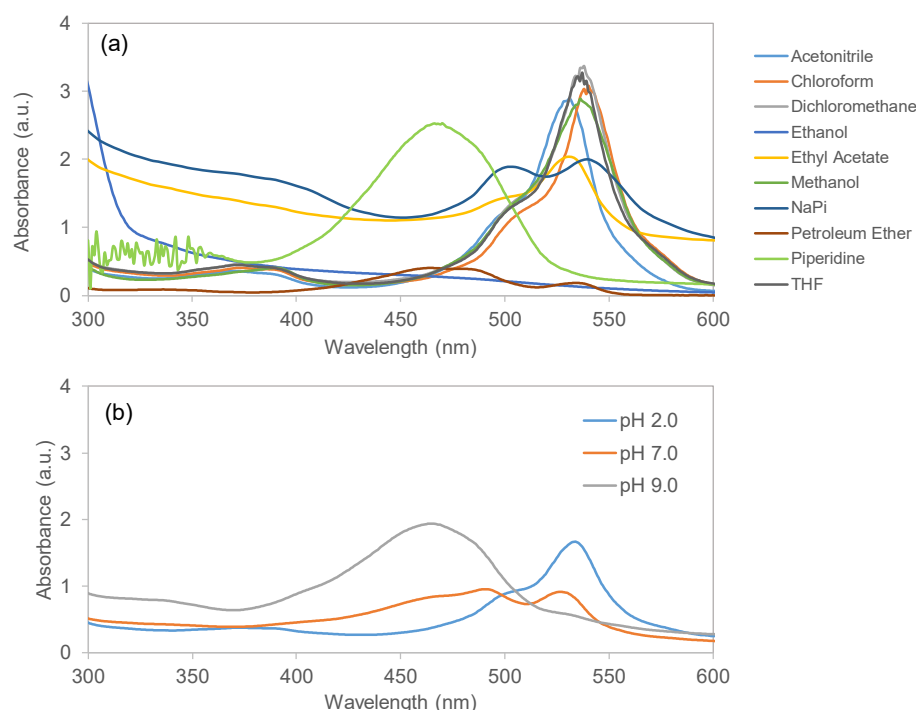 (a)
Absorbance (a.u.)
4
3
2
1
0
300 350 400 450 500 550 600
Wavelength (nm)
Acetonitrile
Chloroform
Dichloromethane
Ethanol
Ethyl Acetate
Methanol
NaPi
Petroleum Ether
Piperidine
THF
(b)
Absorbance (a.u.)
4
3
2
1
0
300 350 400 450 500 550 600
Wavelength (nm)
pH 2.0
pH 7.0
pH 9.0